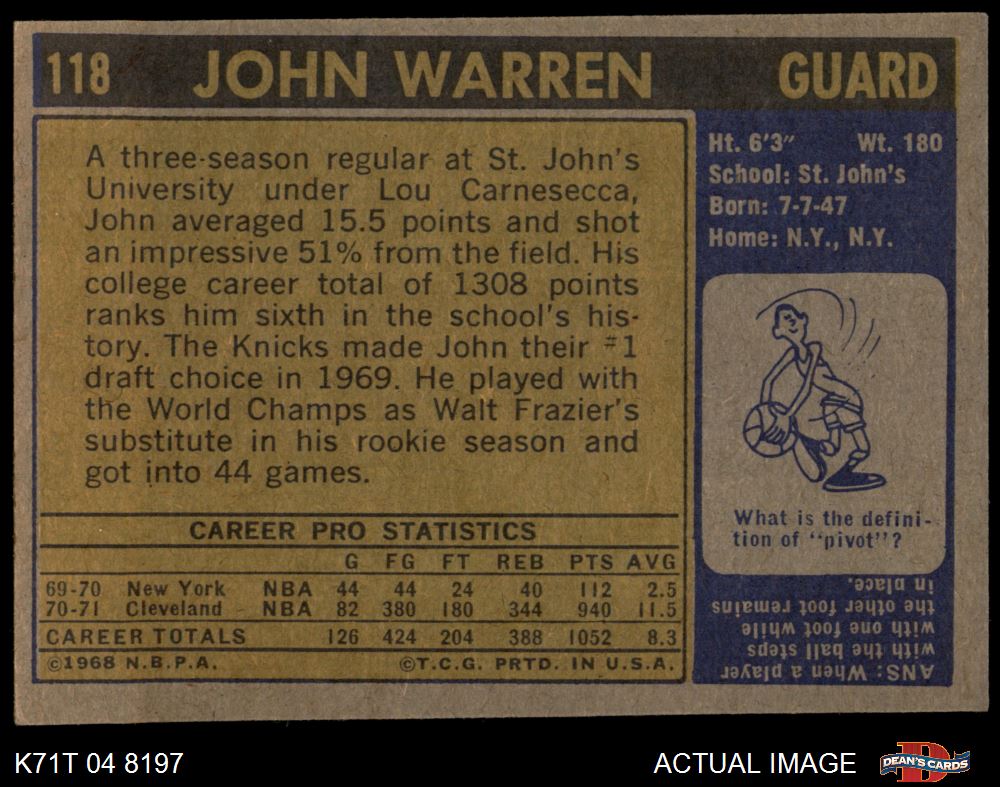 118 JOHN WARREN GUARD
A three-season regular at St. John's
University under Lou Carnesecca,
John averaged 15.5 points and shot
an impressive 51% from the field. His
college career total of 1308 points
ranks him sixth in the school's his-
tory. The Knicks made John their #1
draft choice in 1969. He played with
the World Champs as Walt Frazier's
substitute in his rookie season and
got into 44 games.
CAREER PRO STATISTICS
G FG FT REB PTS AVG
69-70 New York NBA 44 44 24 40 112 2.5
70-71 Cleveland NBA 82 380 180 344 940 11.5
CAREER TOTALS 126 424 204 388 1052 8.3
©1968 N.B.P.A. ©T.C.G. PRTD. IN U.S.A.
Ht. 6'3" Wt. 180
School: St. John's
Born: 7-7-47
Home: N.Y., N.Y.
What is the defini-
tion of "pivot"?
ANS: When a player
with the ball steps
with one foot while
the other foot remains
in place.
K71T 04 8197 ACTUAL IMAGE DEAN'S CARDS